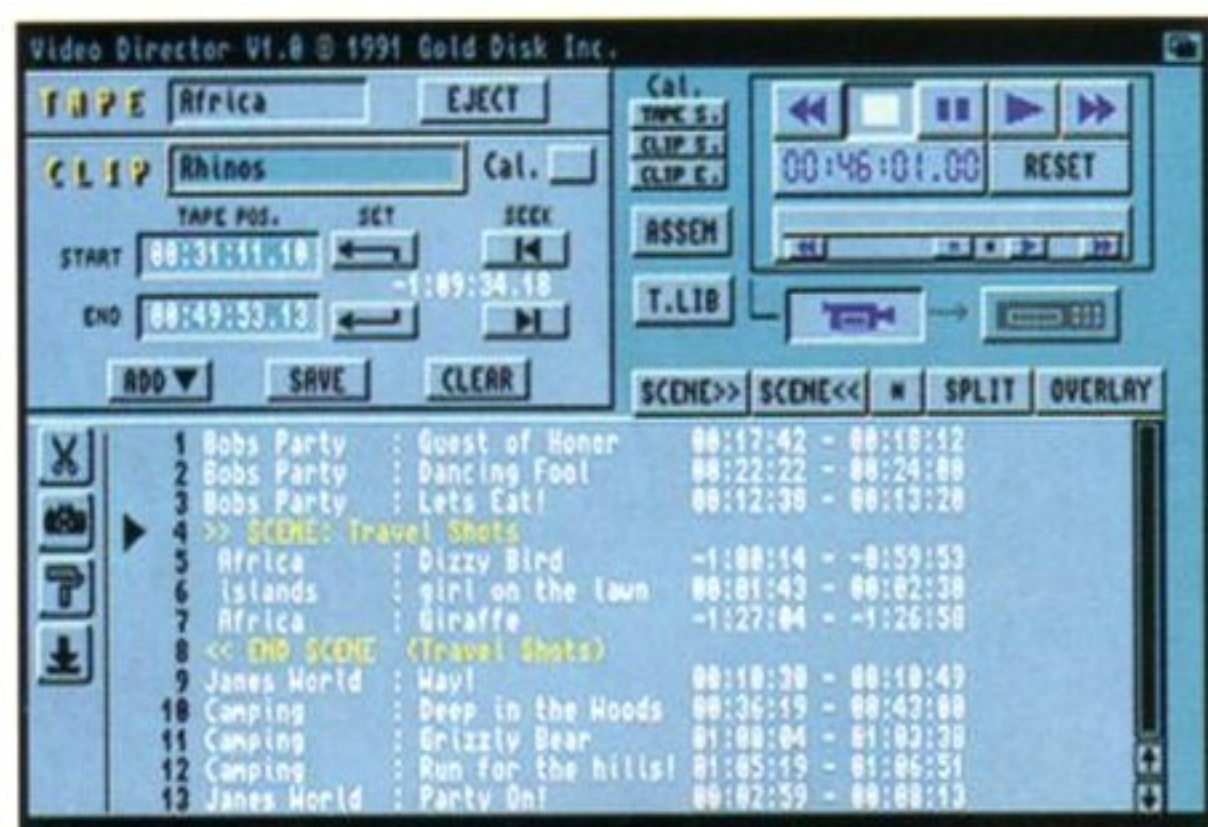 Video Director V1.0 © 1991 Gold Disk Inc.
TAPE Africa EJECT
CLIP Rhinos Cal.
TAPE POS. SET SEEK
START 00:31:11.10
-1:09:34.18
END 00:49:53.13
ADD SAVE CLEAR
Cal.
TAPE S.
CLIP S.
CLIP E.
ASSEM
T.LIB
00:46:01.00 RESET
SCENE>> SCENE<< * SPLIT OVERLAY
1 Bobs Party : Guest of Honor 00:17:42 - 00:18:12
2 Bobs Party : Dancing Fool 00:22:22 - 00:24:00
3 Bobs Party : Lets Eat! 00:12:38 - 00:13:20
4 >> SCENE: Travel Shots
5 Africa : Dizzy Bird -1:00:14 - -0:59:53
6 islands : girl on the lawn 00:01:43 - 00:02:38
7 Africa : Giraffe -1:27:04 - -1:26:58
8 << END SCENE (Travel Shots)
9 Janes World : Way! 00:10:30 - 00:10:49
10 Camping : Deep in the Woods 00:36:19 - 00:43:00
11 Camping : Grizzly Bear 01:00:04 - 01:03:38
12 Camping : Run for the hills! 01:05:19 - 01:06:51
13 Janes World : Party On! 00:02:59 - 00:08:13